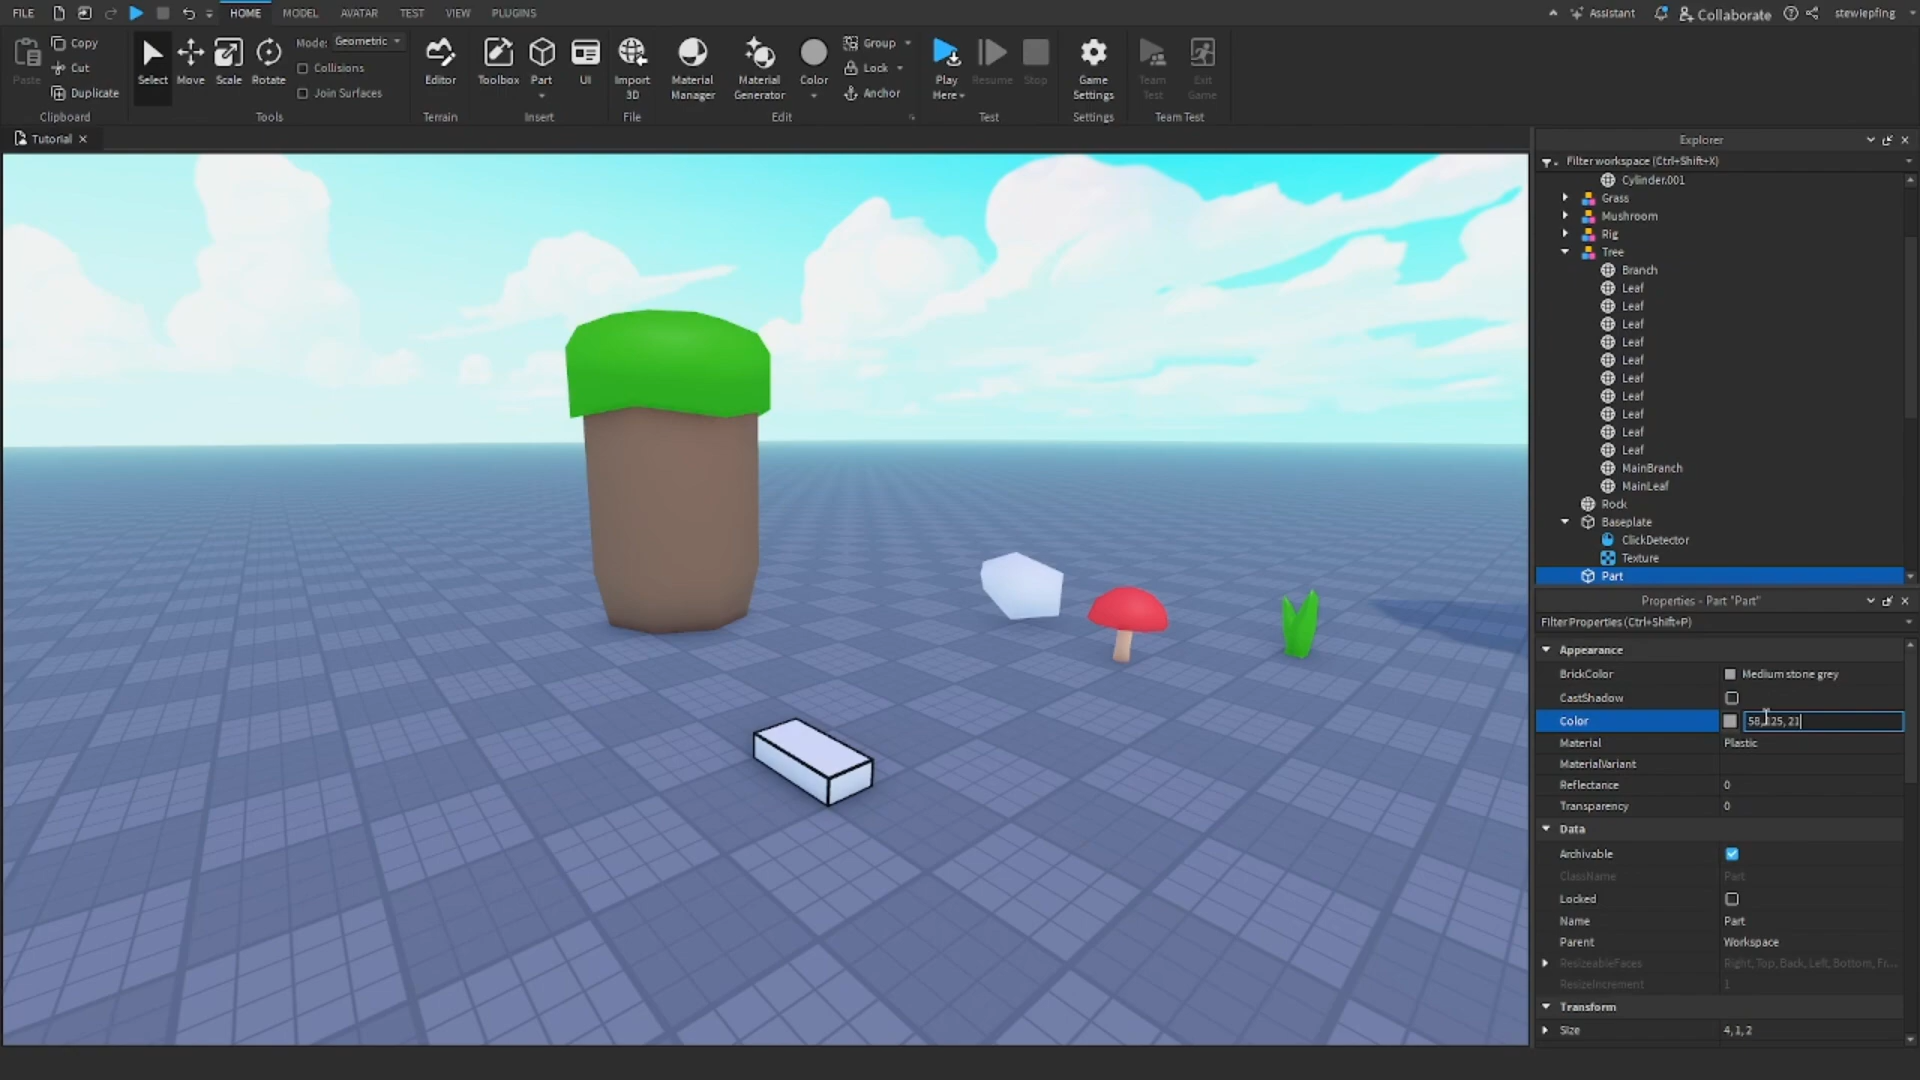 FILE HOME MODEL AVATAR TEST VIEW PLUGINS Assistant Collaborate stewiepfing
Paste Copy Cut Duplicate Clipboard
Select Move Scale Rotate Mode: Geometric Collisions Join Surfaces Tools
Editor Terrain
Toolbox Part UI Insert
Import 3D File
Material Manager Material Generator Color Group Lock Anchor Edit
Play Here Resume Stop Test
Game Settings Settings
Team Test Exit Game Team Test
Tutorial
Explorer
Filter workspace (Ctrl+Shift+X)
Cylinder.001
Grass
Mushroom
Rig
Tree
Branch
Leaf
Leaf
Leaf
Leaf
Leaf
Leaf
Leaf
Leaf
Leaf
Leaf
MainBranch
MainLeaf
Rock
Baseplate
ClickDetector
Texture
Part
Properties - Part "Part"
Filter Properties (Ctrl+Shift+P)
Appearance
BrickColor Medium stone grey
CastShadow
Color 58, 125, 21
Material Plastic
MaterialVariant
Reflectance 0
Transparency 0
Data
Archivable
ClassName Part
Locked
Name Part
Parent Workspace
ResizeableFaces Right, Top, Back, Left, Bottom, Fr...
ResizeIncrement 1
Transform
Size 4, 1, 2